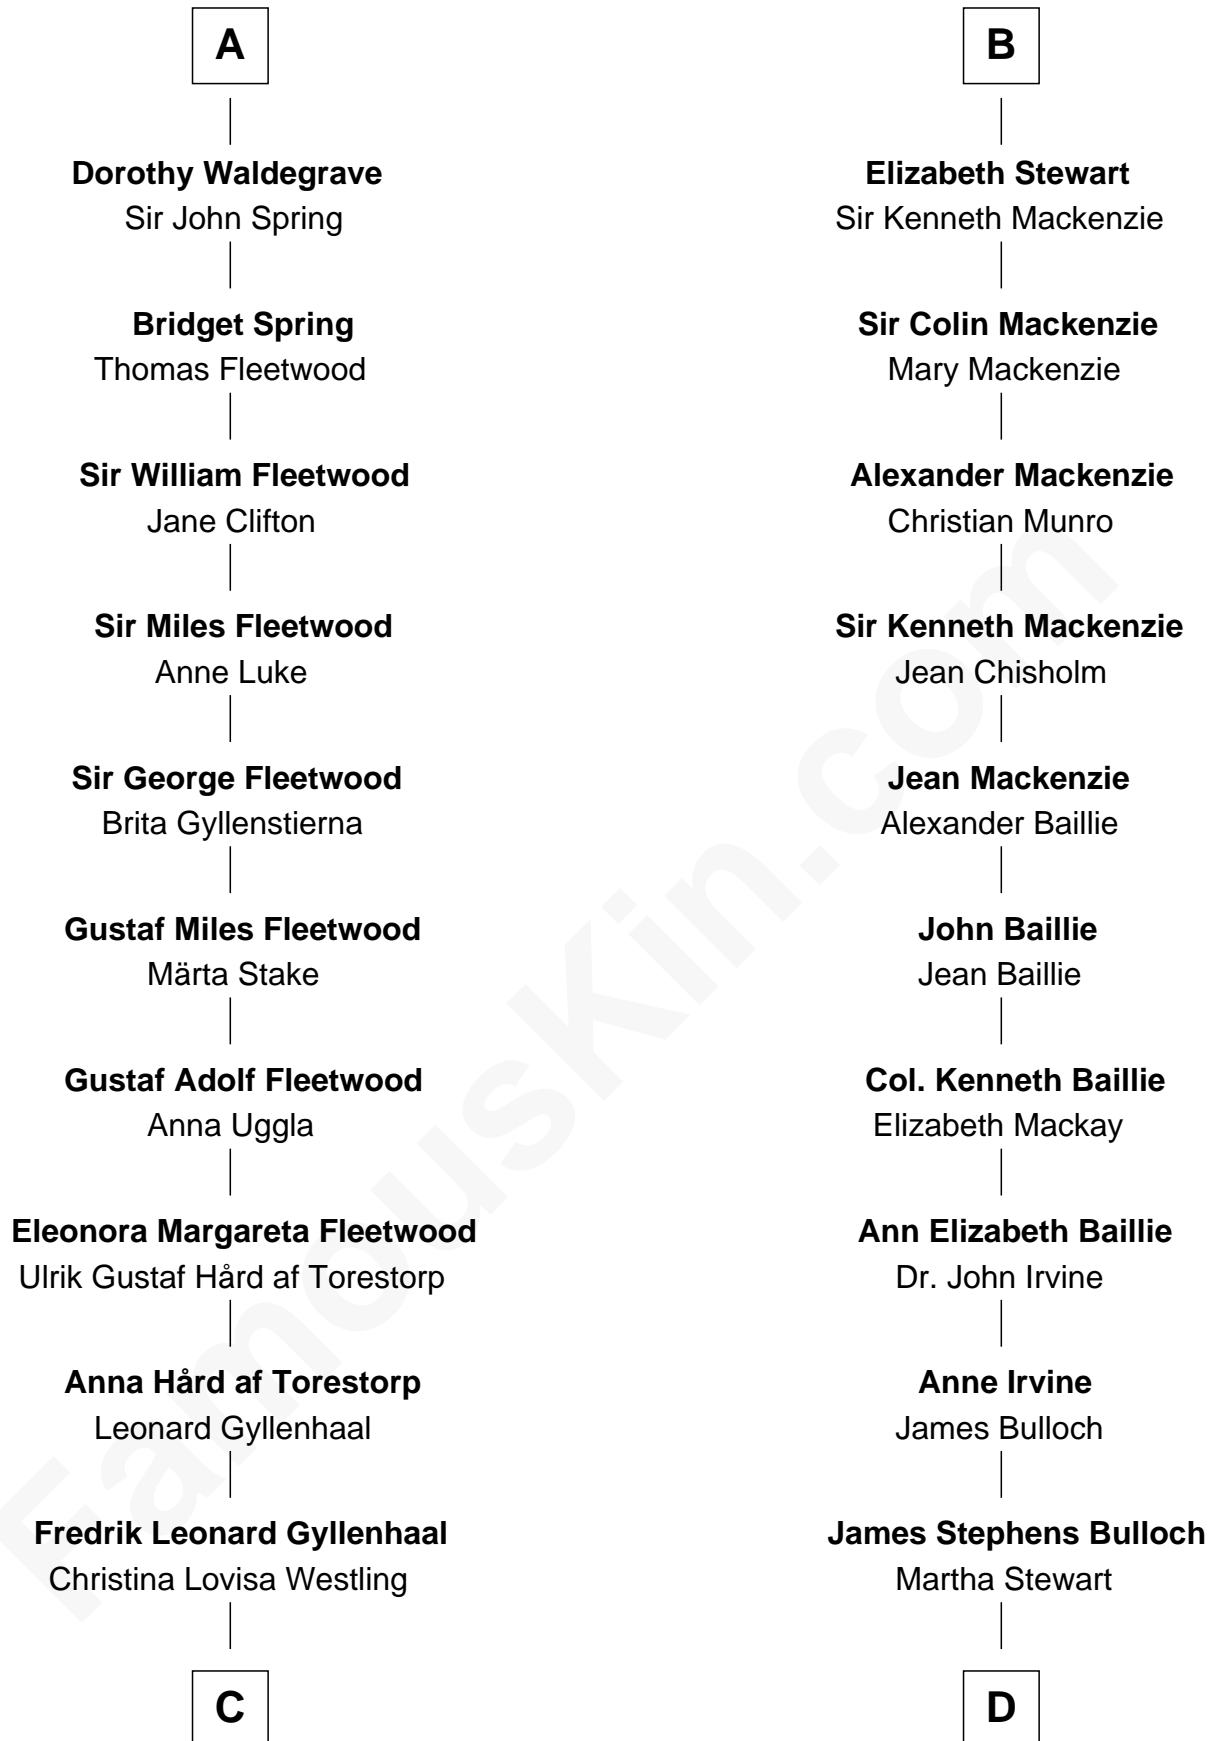 A
Dorothy Waldegrave
Sir John Spring
Bridget Spring
Thomas Fleetwood
Sir William Fleetwood
Jane Clifton
Sir Miles Fleetwood
Anne Luke
Sir George Fleetwood
Brita Gyllenstierna
Gustaf Miles Fleetwood
Märta Stake
Gustaf Adolf Fleetwood
Anna Uggla
Eleonora Margareta Fleetwood
Ulrik Gustaf Hård af Torestorp
Anna Hård af Torestorp
Leonard Gyllenhaal
Fredrik Leonard Gyllenhaal
Christina Lovisa Westling
C
B
Elizabeth Stewart
Sir Kenneth Mackenzie
Sir Colin Mackenzie
Mary Mackenzie
Alexander Mackenzie
Christian Munro
Sir Kenneth Mackenzie
Jean Chisholm
Jean Mackenzie
Alexander Baillie
John Baillie
Jean Baillie
Col. Kenneth Baillie
Elizabeth Mackay
Ann Elizabeth Baillie
Dr. John Irvine
Anne Irvine
James Bulloch
James Stephens Bulloch
Martha Stewart
D
FamousKin.com